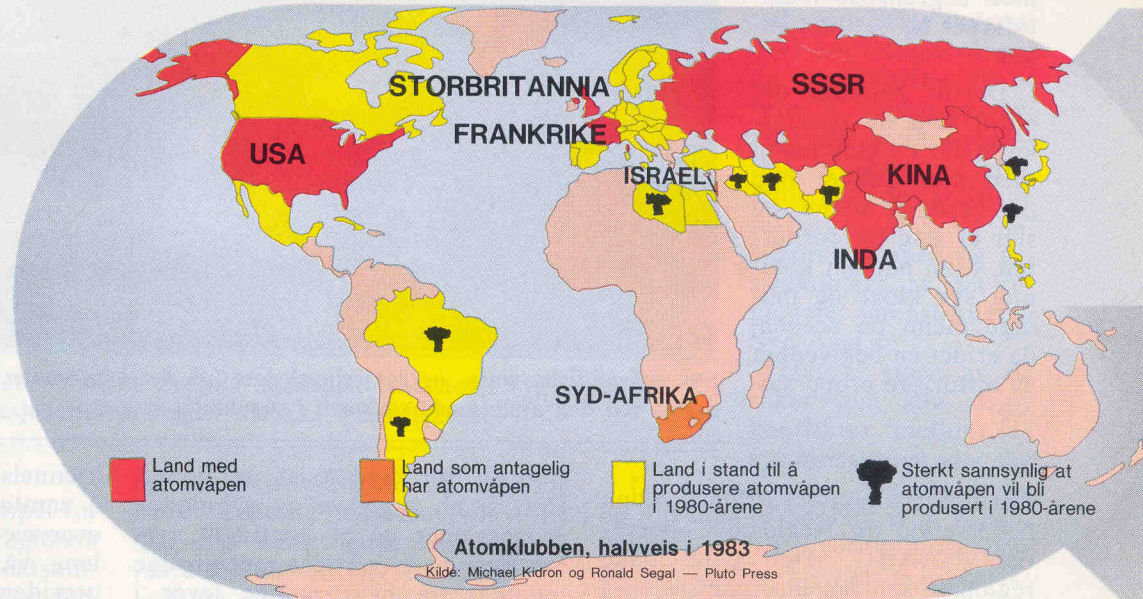 STORBRITANNIA
SSSR
FRANKRIKE
USA
ISRAEL
KINA
INDA
SYD-AFRIKA
Land med
atomvåpen
Land som antagelig
har atomvåpen
Land i stand til å
produsere atomvåpen
i 1980-årene
Sterkt sannsynlig at
atomvåpen vil bli
produsert i 1980-årene
Atomklubben, halvveis i 1983
Kilde: Michael Kidron og Ronald Segal — Pluto Press